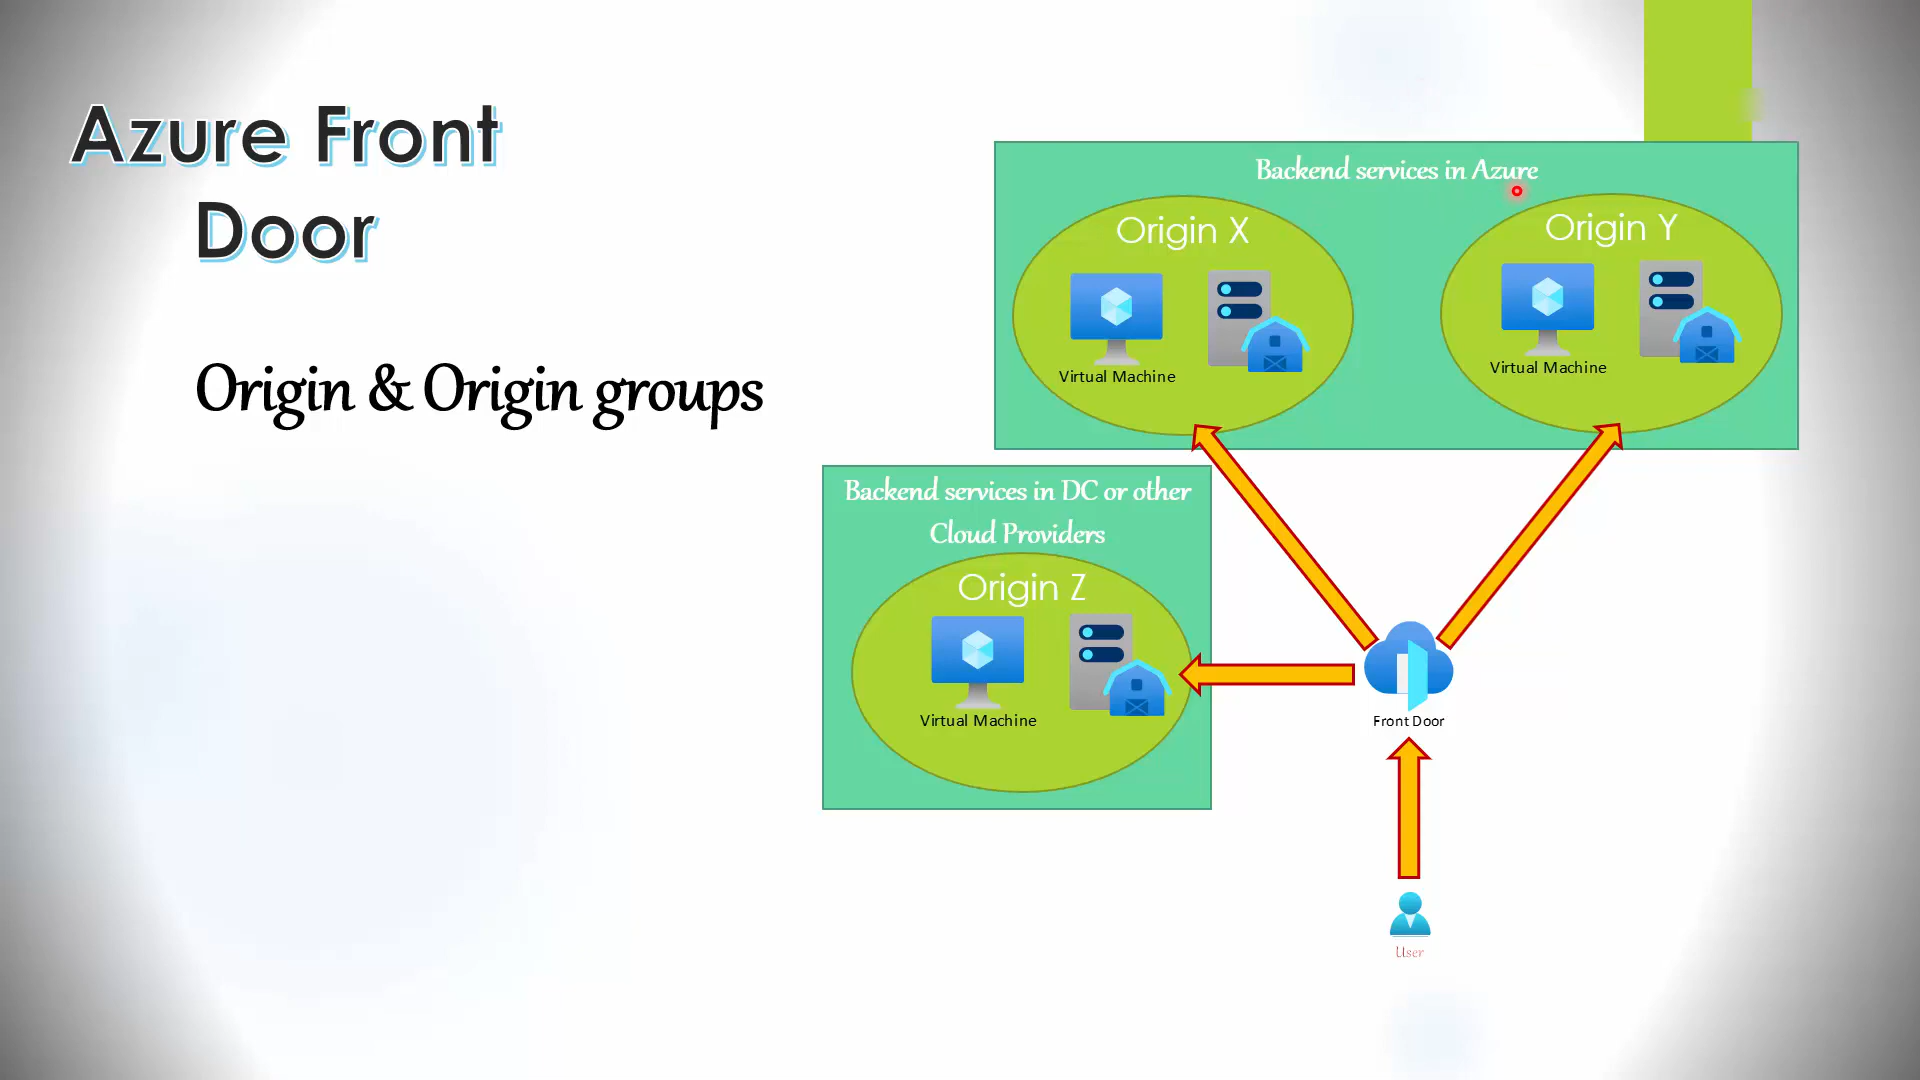 Azure Front
Door
Origin & Origin groups
Backend services in Azure
Origin X
Virtual Machine
Origin Y
Virtual Machine
Backend services in DC or other
Cloud Providers
Origin Z
Virtual Machine
Front Door
User